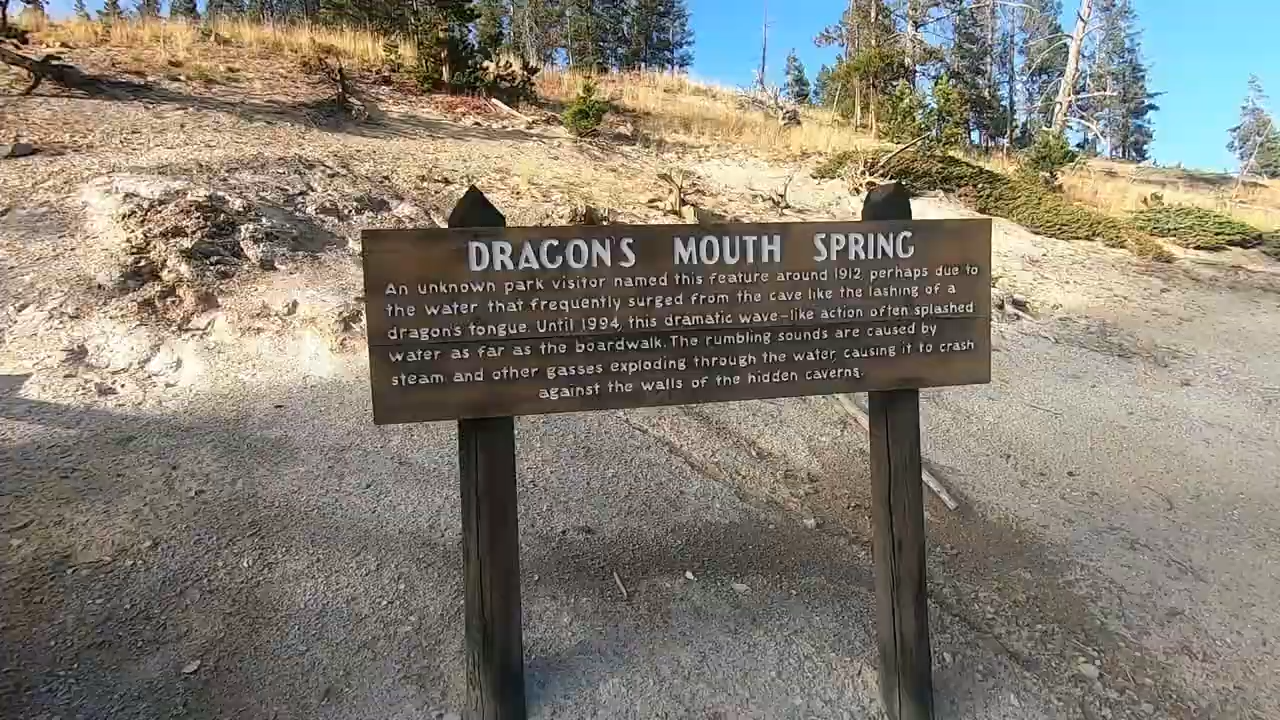 DRAGON'S MOUTH SPRING
An unknown park visitor named this feature around 1912, perhaps due to
the water that frequently surged from the cave like the lashing of a
dragon's tongue. Until 1994, this dramatic wave-like action often splashed
water as far as the boardwalk. The rumbling sounds are caused by
steam and other gasses exploding through the water, causing it to crash
against the walls of the hidden caverns.